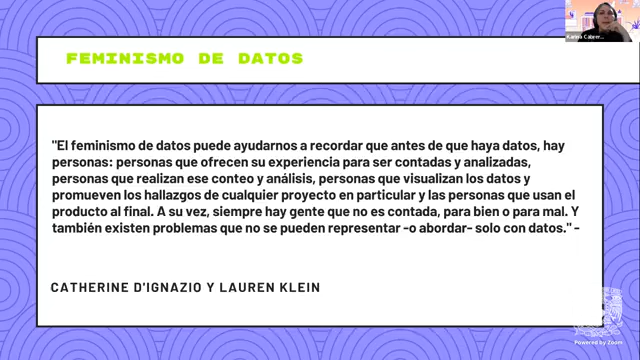 FEMINISMO DE DATOS
"El feminismo de datos puede ayudarnos a recordar que antes de que haya datos, hay
personas: personas que ofrecen su experiencia para ser contadas y analizadas,
personas que realizan ese conteo y análisis, personas que visualizan los datos y
promueven los hallazgos de cualquier proyecto en particular y las personas que usan el
producto al final. A su vez, siempre hay gente que no es contada, para bien o para mal. Y
también existen problemas que no se pueden representar -o abordar- solo con datos." -
CATHERINE D'IGNAZIO Y LAUREN KLEIN
Powered by Zoom